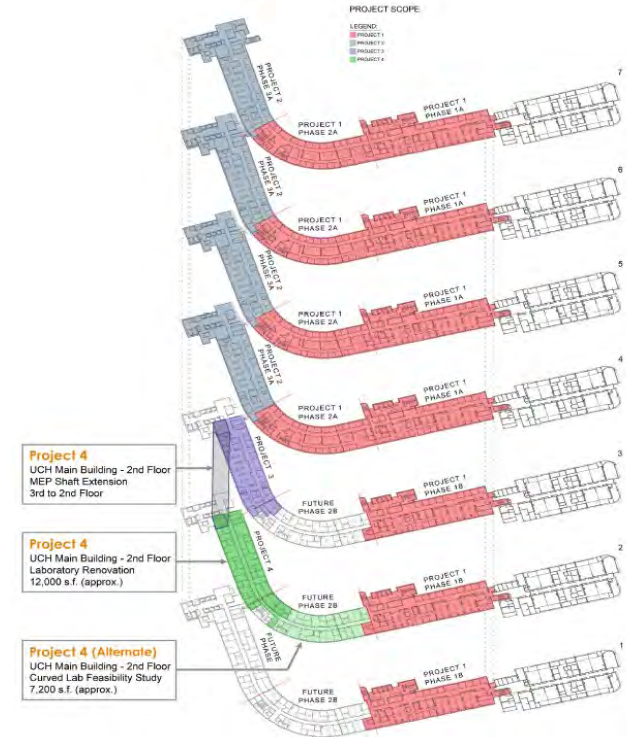 PROJECT SCOPE
LEGEND:
PROJECT 1
PROJECT 2
PROJECT 3
PROJECT 4
7
PROJECT 2
PHASE 3A
PROJECT 1
PHASE 2A
PROJECT 1
PHASE 1A
6
PROJECT 2
PHASE 3A
PROJECT 1
PHASE 2A
PROJECT 1
PHASE 1A
5
PROJECT 2
PHASE 3A
PROJECT 1
PHASE 2A
PROJECT 1
PHASE 1A
4
PROJECT 2
PHASE 3A
PROJECT 1
PHASE 2A
PROJECT 1
PHASE 1A
3
PROJECT 3
FUTURE
PHASE 2B
PROJECT 1
PHASE 1B
2
PROJECT 4
FUTURE
PHASE 2B
PROJECT 1
PHASE 1B
1
FUTURE
PHASE
FUTURE
PHASE 2B
PROJECT 1
PHASE 1B
Project 4
UCH Main Building - 2nd Floor
MEP Shaft Extension
3rd to 2nd Floor
Project 4
UCH Main Building - 2nd Floor
Laboratory Renovation
12,000 s.f. (approx.)
Project 4 (Alternate)
UCH Main Building - 2nd Floor
Curved Lab Feasibility Study
7,200 s.f. (approx.)